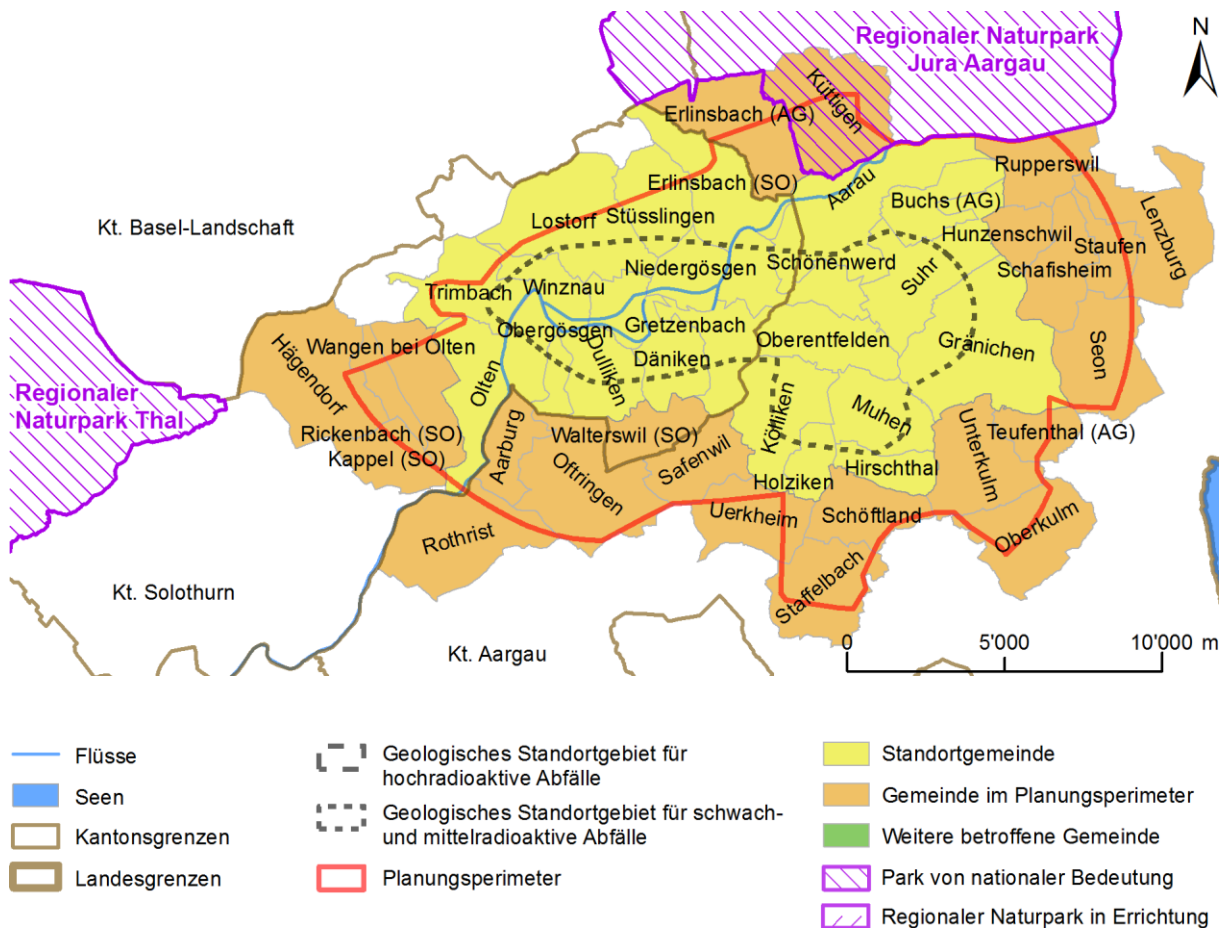 Regionaler Naturpark
Jura Aargau
N
Küttigen
Erlinsbach (AG)
Rupperswil
Erlinsbach (SO)
Aarau
Buchs (AG)
Lenzburg
Lostorf
Stüsslingen
Kt. Basel-Landschaft
Hunzenschwil
Staufen
Niedergösgen
Schönenwerd
Suhr
Schafisheim
Trimbach
Winznau
Obergösgen
Gretzenbach
Oberentfelden
Gränichen
Wangen bei Olten
Dulliken
Däniken
Seon
Hägendorf
Olten
Regionaler
Naturpark Thal
Kölliken
Muhen
Rickenbach (SO)
Aarburg
Walterswil (SO)
Unterkulm
Teufenthal (AG)
Kappel (SO)
Oftringen
Safenwil
Hirschthal
Holziken
Rothrist
Uerkheim
Schöftland
Oberkulm
Staffelbach
Kt. Solothurn
Kt. Aargau
0 5'000 10'000 m
Flüsse
Seen
Kantonsgrenzen
Landesgrenzen
Geologisches Standortgebiet für
hochradioaktive Abfälle
Geologisches Standortgebiet für schwach-
und mittelradioaktive Abfälle
Planungsperimeter
Standortgemeinde
Gemeinde im Planungsperimeter
Weitere betroffene Gemeinde
Park von nationaler Bedeutung
Regionaler Naturpark in Errichtung